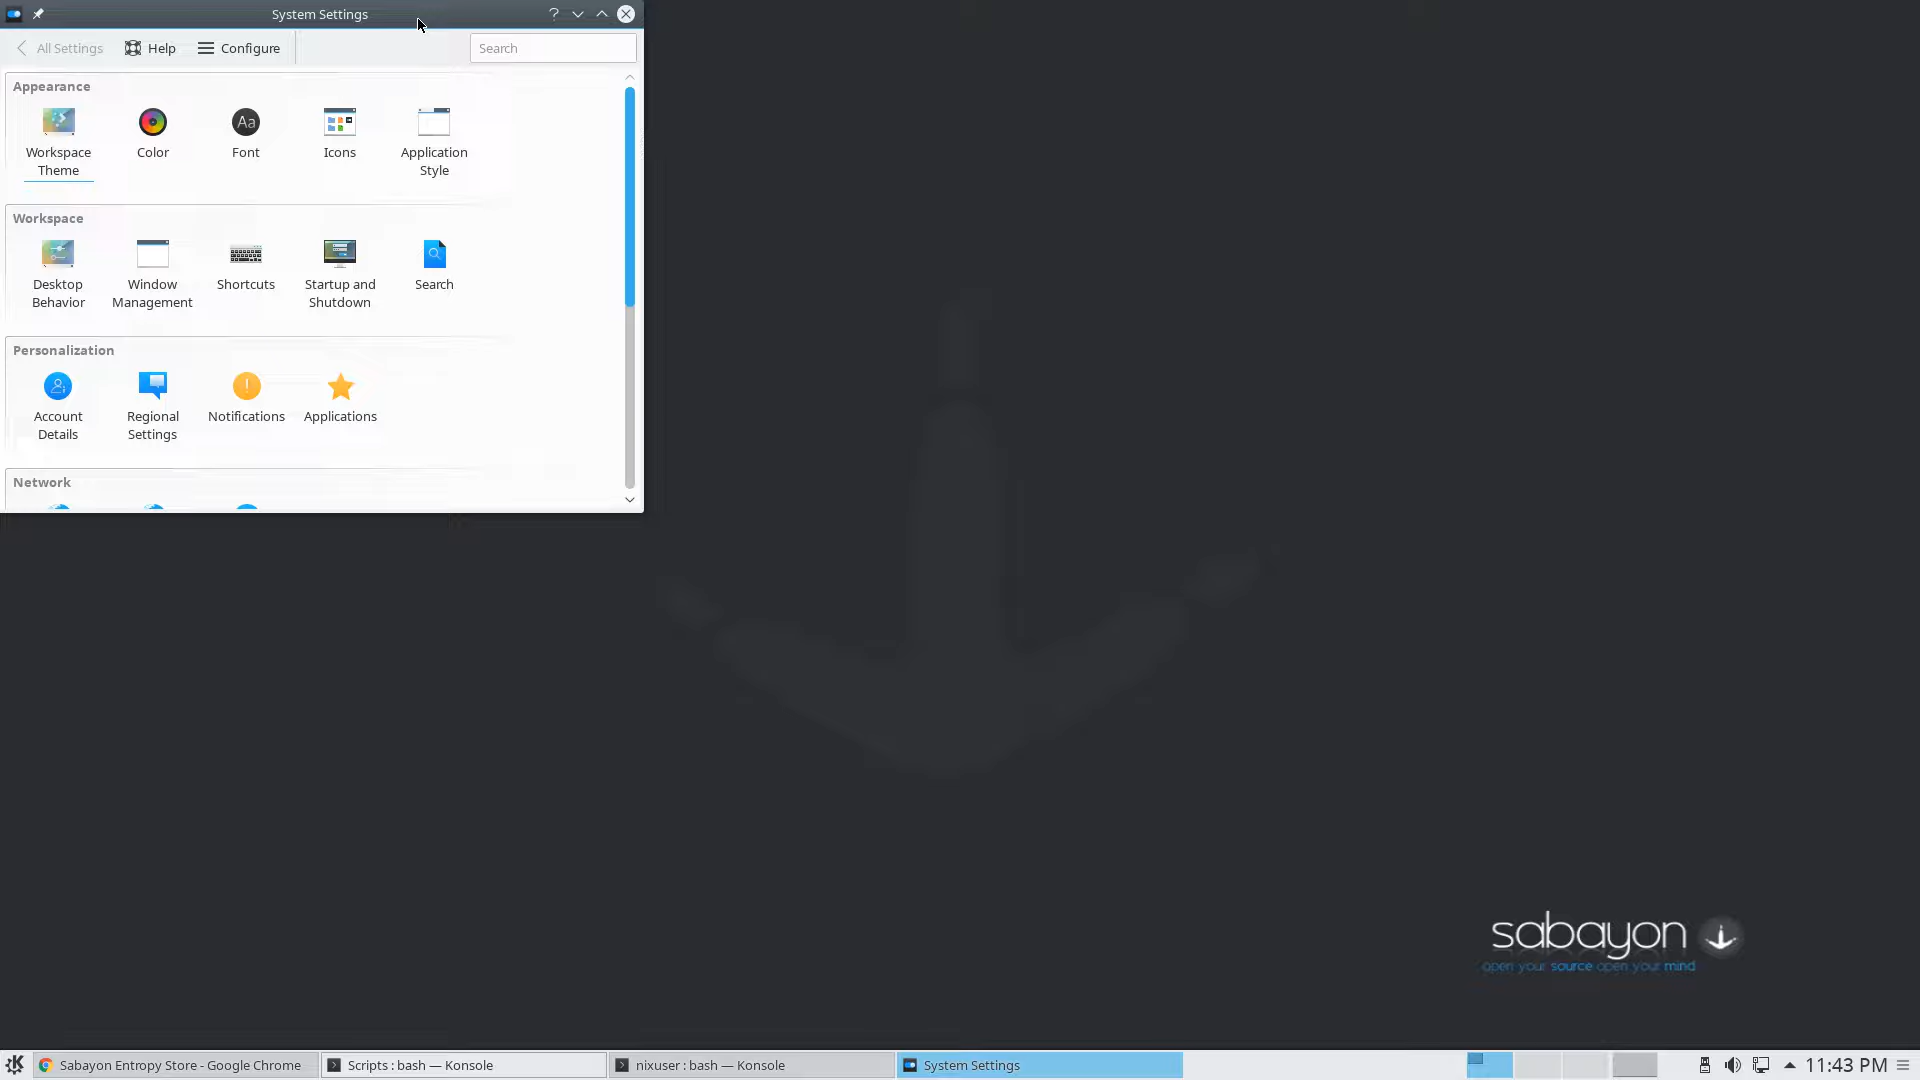 System Settings
All Settings Help Configure Search
Appearance
Workspace Theme Color Font Icons Application Style
Workspace
Desktop Behavior Window Management Shortcuts Startup and Shutdown Search
Personalization
Account Details Regional Settings Notifications Applications
Network
sabayon
open your source open your mind
Sabayon Entropy Store - Google Chrome Scripts : bash — Konsole nixuser : bash — Konsole System Settings 11:43 PM